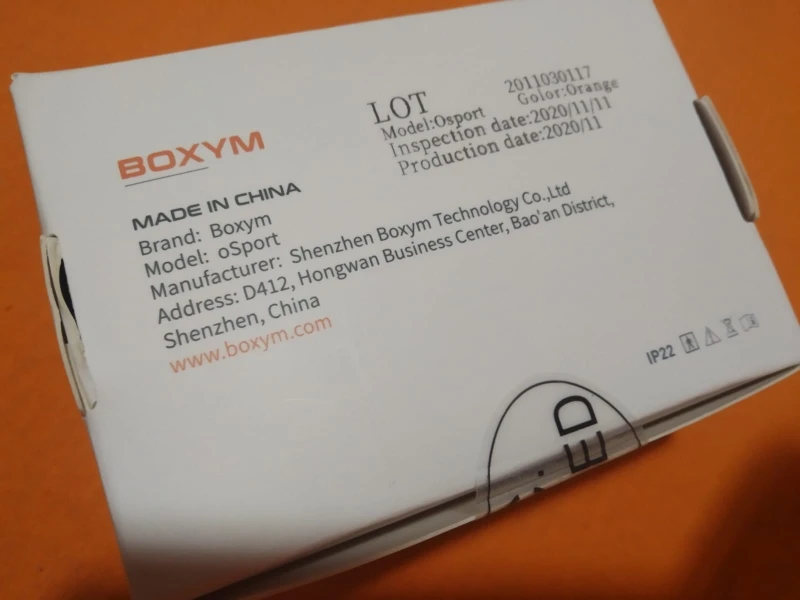 BOXYM
MADE IN CHINA
Brand: Boxym
Model: oSport
Manufacturer: Shenzhen Boxym Technology Co.,Ltd
Address: D412, Hongwan Business Center, Bao'an District,
Shenzhen, China
www.boxym.com
LOT 2011030117
Model:Osport Golor:Orange
Inspection date:2020/11/11
Production date:2020/11
IP22
ED